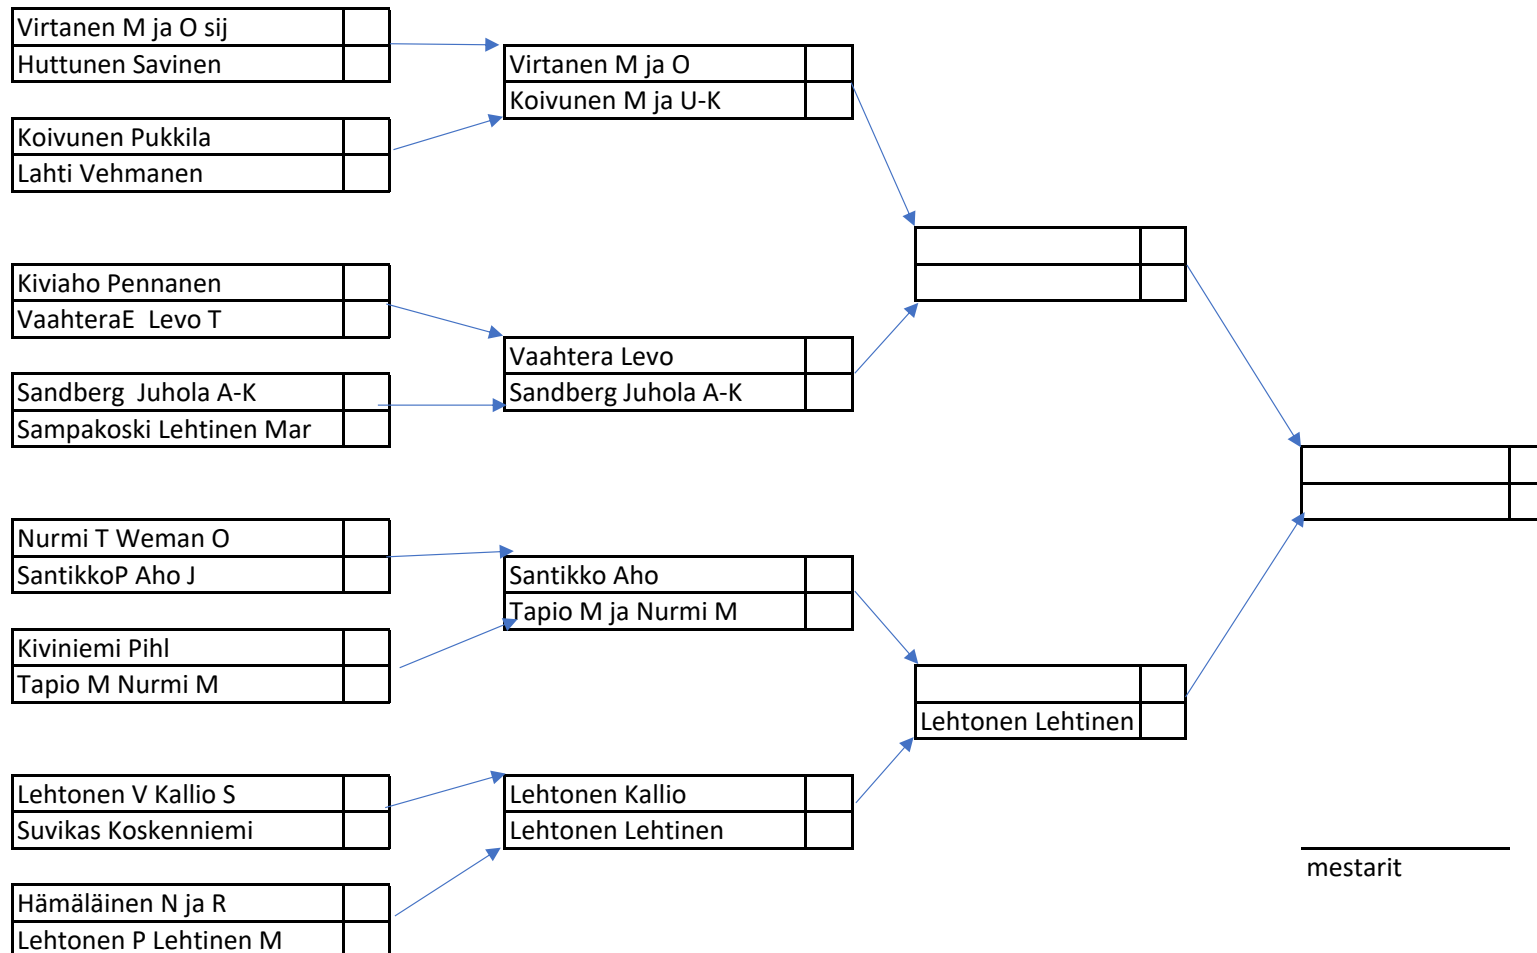 Virtanen M ja O sij
Huttunen Savinen
Koivunen Pukkila
Lahti Vehmanen
Kiviaho Pennanen
VaahteraE  Levo T
Sandberg  Juhola A-K
Sampakoski Lehtinen Mar
Nurmi T Weman O
SantikkoP Aho J
Kiviniemi Pihl
Tapio M Nurmi M
Lehtonen V Kallio S
Suvikas Koskenniemi
Hämäläinen N ja R
Lehtonen P Lehtinen M
Virtanen M ja O
Koivunen M ja U-K
Vaahtera Levo
Sandberg Juhola A-K
Santikko Aho
Tapio M ja Nurmi M
Lehtonen Kallio
Lehtonen Lehtinen
Lehtonen Lehtinen
mestarit